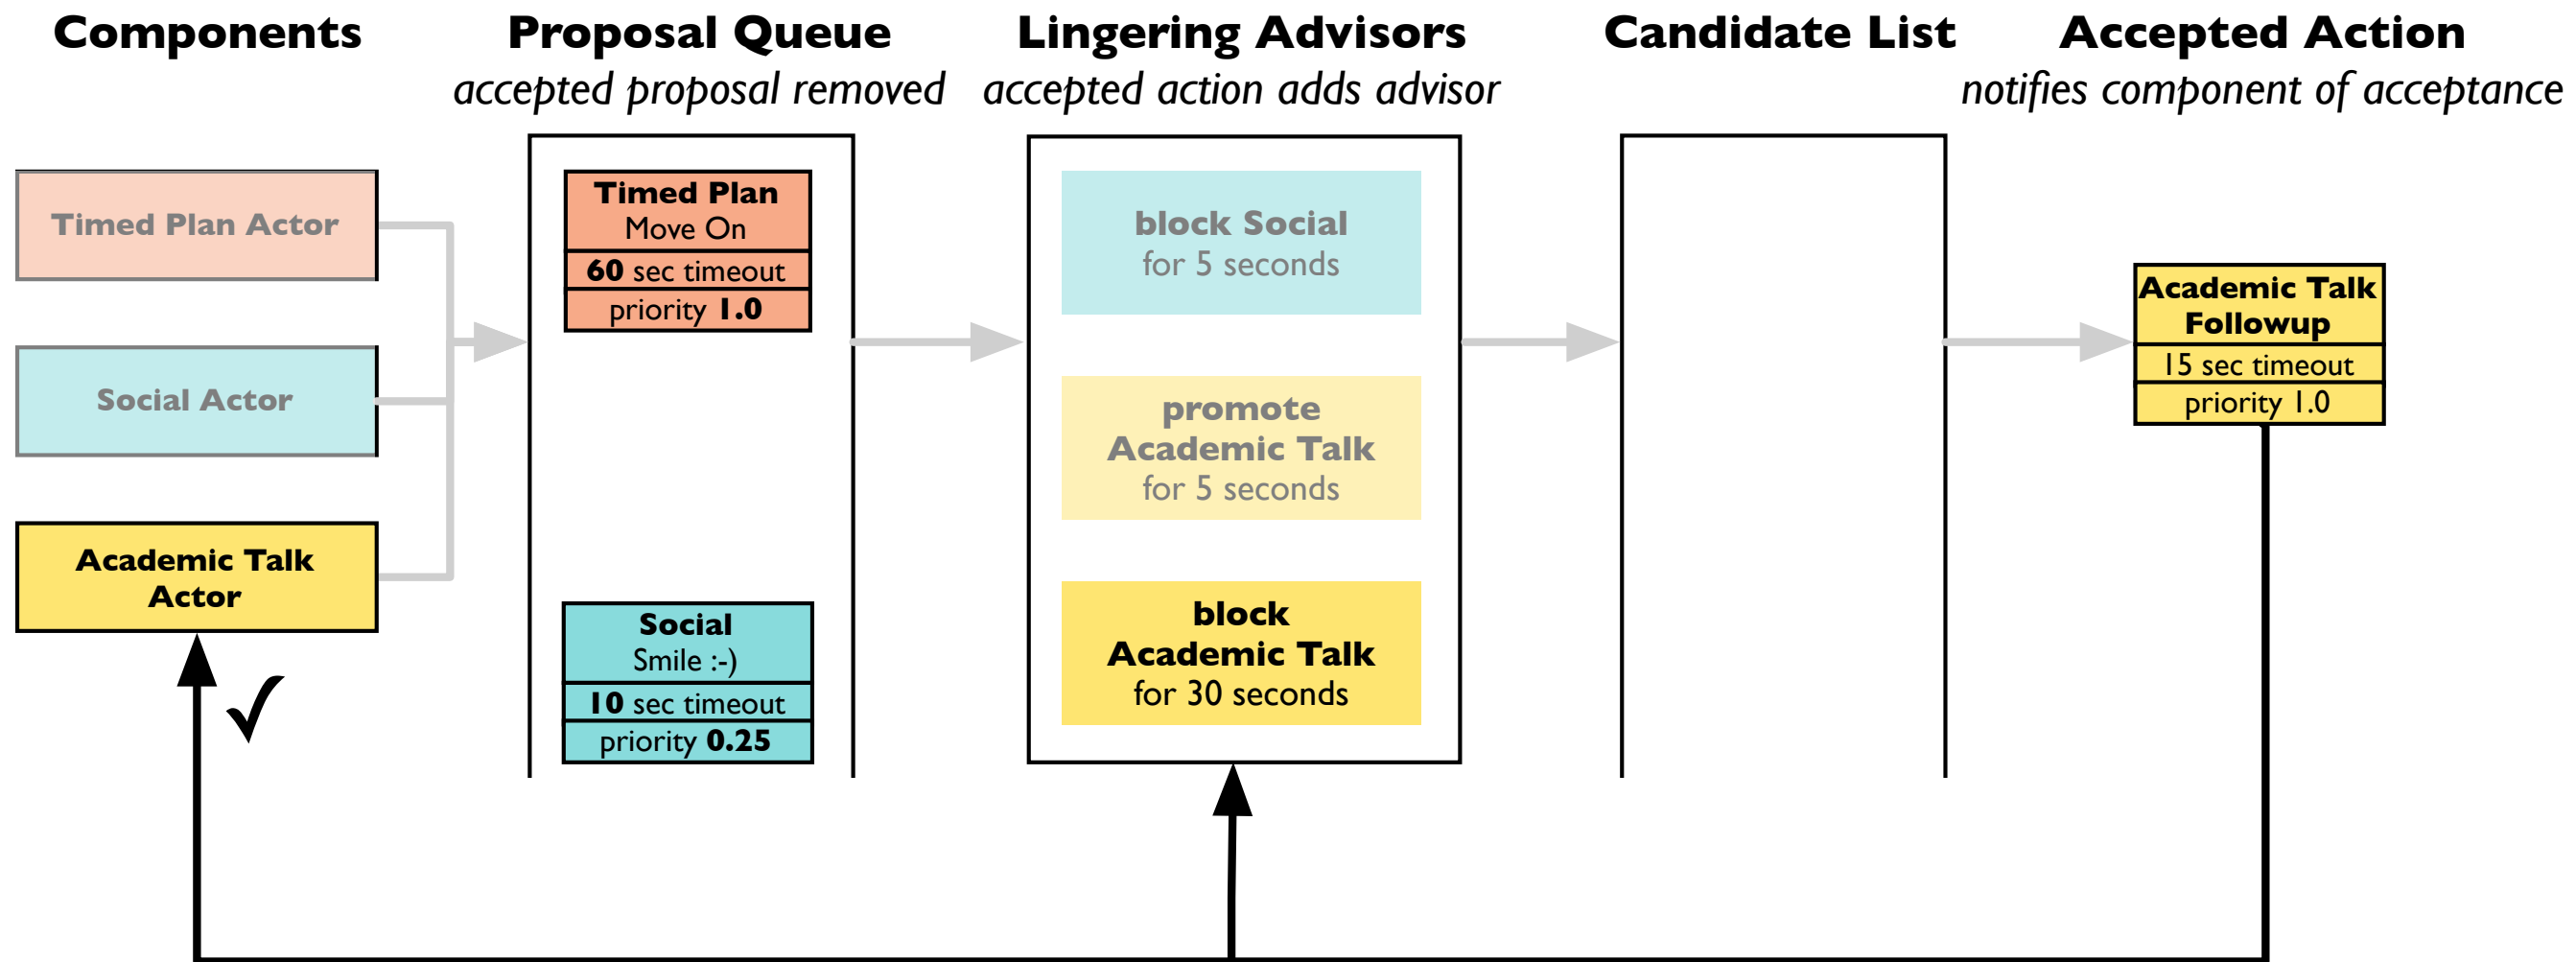 Components
Proposal Queue
accepted proposal removed
Lingering Advisors
accepted action adds advisor
Candidate List
Accepted Action
notifies component of acceptance
Timed Plan Actor
Social Actor
Academic Talk
Actor
Timed Plan
Move On
60 sec timeout
priority 1.0
Social
Smile :-)
10 sec timeout
priority 0.25
block Social
for 5 seconds
promote
Academic Talk
for 5 seconds
block
Academic Talk
for 30 seconds
Academic Talk
Followup
15 sec timeout
priority 1.0